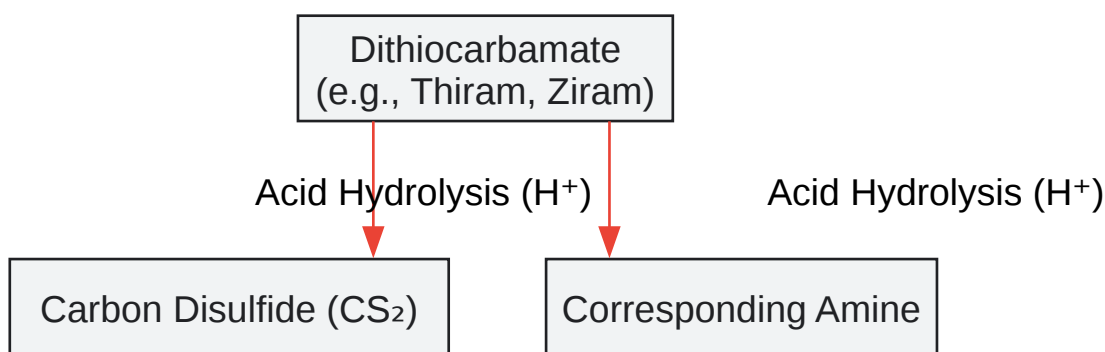 Dithiocarbamate
(e.g., Thiram, Ziram)
Acid Hydrolysis (H⁺)
Acid Hydrolysis (H⁺)
Carbon Disulfide (CS₂)
Corresponding Amine